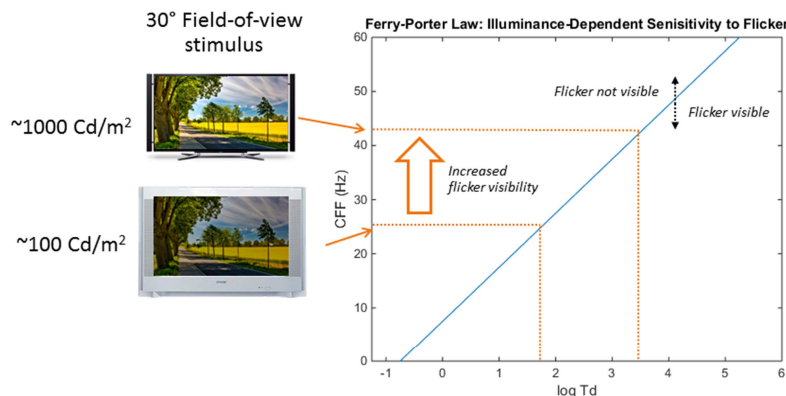 30° Field-of-view
stimulus
~1000 Cd/m²
~100 Cd/m²
Ferry-Porter Law: Illuminance-Dependent Senisitivity to Flicker
60
50
40
30
20
10
0
CFF (Hz)
Flicker not visible
Flicker visible
Increased
flicker visibility
-1 0 1 2 3 4 5 6
log Td